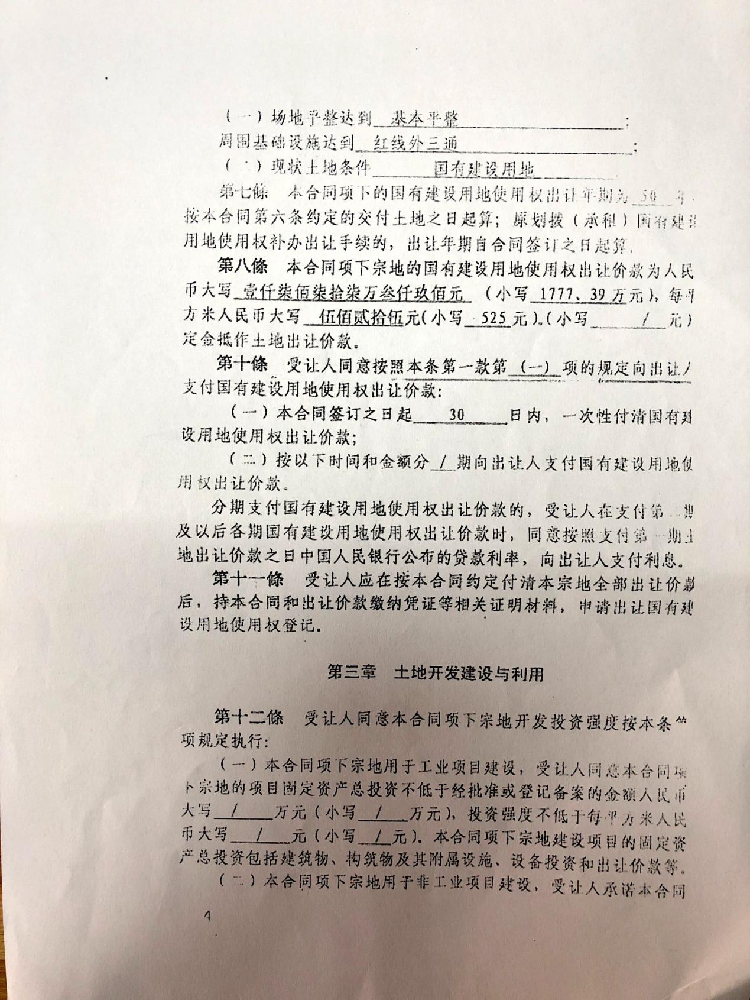 （一）场地平整达到 基本平整 ；
周围基础设施达到 红线外三通 ；
（二）现状土地条件 国有建设用地
第七條 本合同项下的国有建设用地使用权出让年期为 50 年
按本合同第六条约定的交付土地之日起算；原划拨（承租）国有建设
用地使用权补办出让手续的，出让年期自合同签订之日起算。
第八條 本合同项下宗地的国有建设用地使用权出让价款为人民
币大写 壹仟柒佰柒拾柒万叁仟玖佰元 （小写 1777、39 万元），每平
方米人民币大写 伍佰贰拾伍元（小写 525 元）。（小写 / 元）
定金抵作土地出让价款。
第十條 受让人同意按照本条第一款第 （一） 项的规定向出让人
支付国有建设用地使用权出让价款：
（一）本合同签订之日起 30 日内，一次性付清国有建
设用地使用权出让价款；
（二）按以下时间和金额分 / 期向出让人支付国有建设用地使
用权出让价款。
分期支付国有建设用地使用权出让价款的，受让人在支付第 期
及以后各期国有建设用地使用权出让价款时，同意按照支付第一期土
地出让价款之日中国人民银行公布的贷款利率，向出让人支付利息。
第十一條 受让人应在按本合同约定付清本宗地全部出让价款
后，持本合同和出让价款缴纳凭证等相关证明材料，申请出让国有建
设用地使用权登记。
第三章 土地开发建设与利用
第十二條 受让人同意本合同项下宗地开发投资强度按本条第
项规定执行：
（一）本合同项下宗地用于工业项目建设，受让人同意本合同项
下宗地的项目固定资产总投资不低于经批准或登记备案的金额人民币
大写 / 万元（小写 / 万元），投资强度不低于每平方米人民
币大写 / 元（小写 / 元）。本合同项下宗地建设项目的固定资
产总投资包括建筑物、构筑物及其附属设施、设备投资和出让价款等。
（二）本合同项下宗地用于非工业项目建设，受让人承诺本合同
4